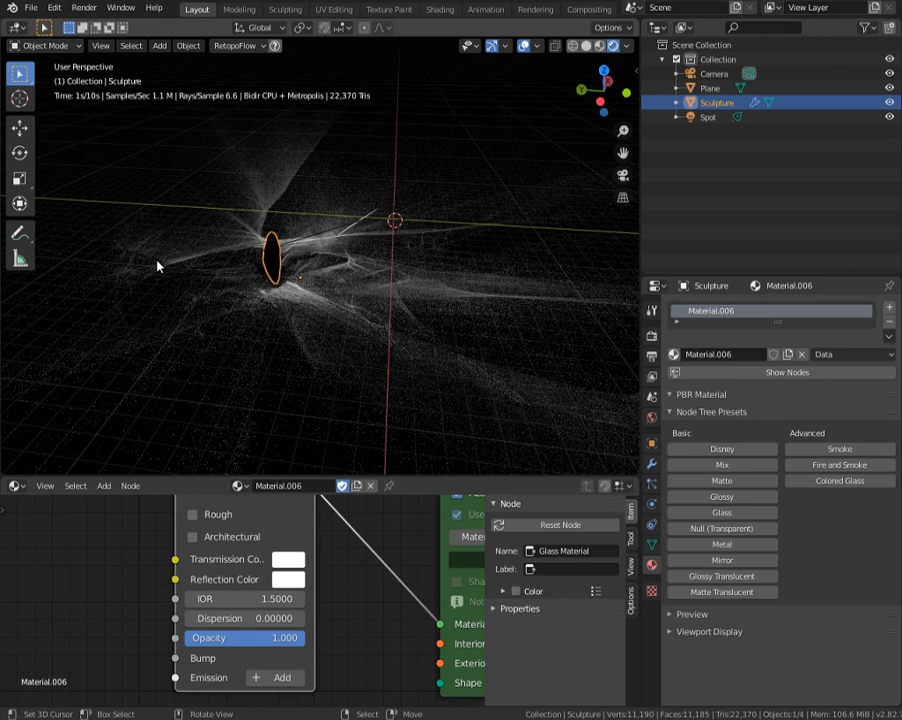 File Edit Render Window Help Layout Modeling Sculpting UV Editing Texture Paint Shading Animation Rendering Compositing Scene View Layer
Global Options
Object Mode View Select Add Object RetopoFlow
User Perspective
(1) Collection | Sculpture
Time: 1s/10s | Samples/Sec 1.1 M | Rays/Sample 6.6 | Bidir CPU + Metropolis | 22,370 Tris
Z
Y
X
Scene Collection
Collection
Camera
Plane
Sculpture
Spot
Sculpture Material.006
Material.006
Material.006 Data
Show Nodes
PBR Material
Node Tree Presets
Basic Advanced
Disney Smoke
Mix Fire and Smoke
Matte Colored Glass
Glossy
Glass
Null (Transparent)
Metal
Mirror
Glossy Translucent
Matte Translucent
Preview
Viewport Display
View Select Add Node Material.006
Rough
Architectural
Transmission Co..
Reflection Color
IOR 1.5000
Dispersion 0.00000
Opacity 1.000
Bump
Emission Add
Use
Mate
Sha
Not
Materia
Interio
Exterio
Shape
Node
Reset Node
Name: Glass Material
Label:
Color
Properties
Item
Tool
View
Options
Material.006
Set 3D Cursor Box Select Rotate View Select Move Collection | Sculpture | Verts:11,190 | Faces:11,185 | Tris:22,370 | Objects:1/4 | Mem: 106.6 MiB | v2.82.